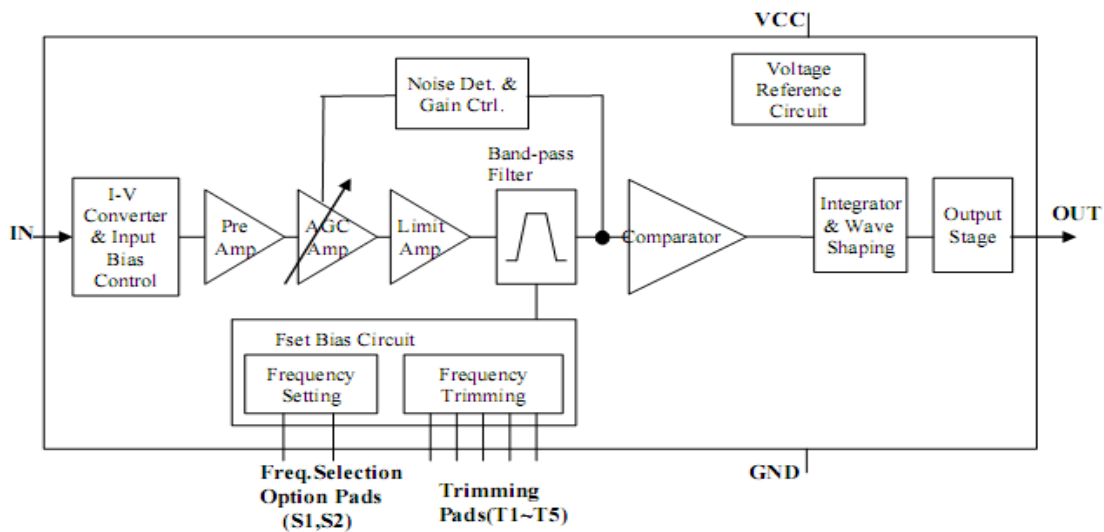 VCC
Voltage
Reference
Circuit
Noise Det. &
Gain Ctrl.
Band-pass
Filter
IN
I-V
Converter
& Input
Bias
Control
Pre
Amp
AGC
Amp
Limit
Amp
Comparator
Integrator
& Wave
Shaping
Output
Stage
OUT
Fset Bias Circuit
Frequency
Setting
Frequency
Trimming
Freq.Selection
Option Pads
(S1,S2)
Trimming
Pads(T1~T5)
GND